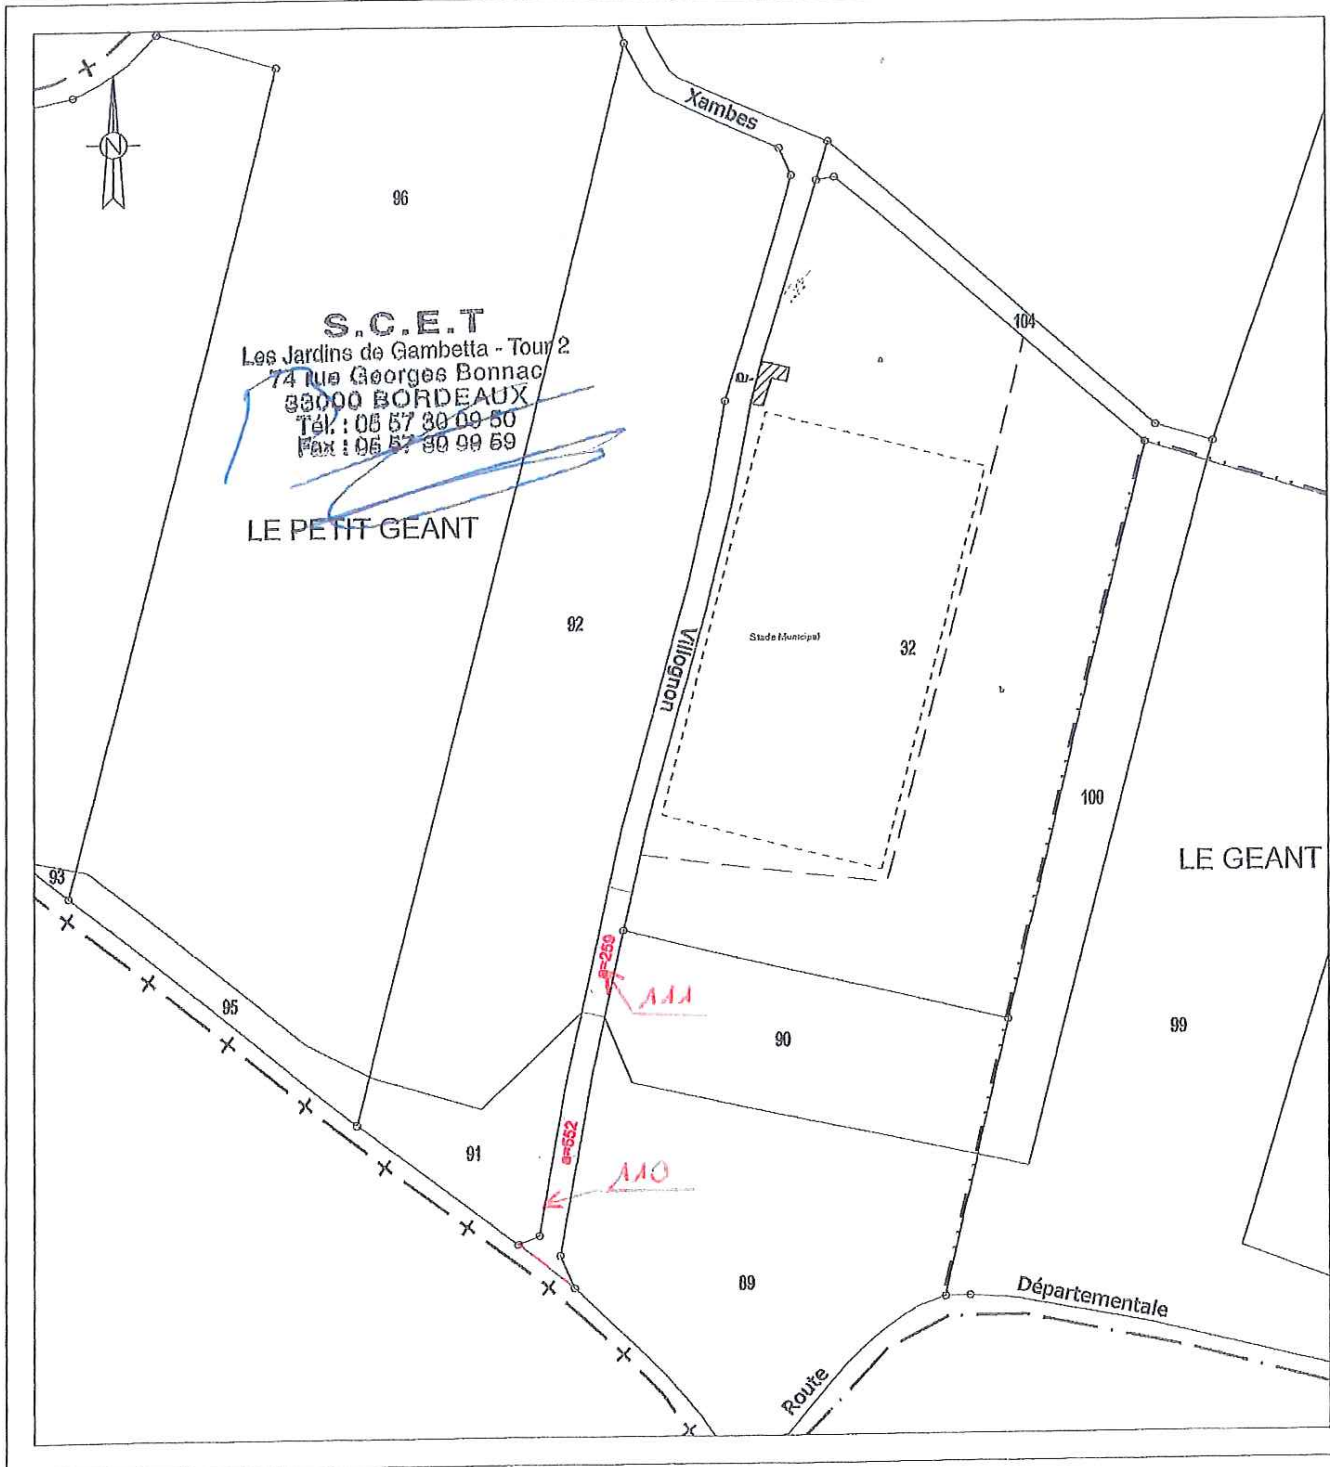 Xambes
N
96
S.C.E.T
Les Jardins de Gambetta - Tour 2
74 rue Georges Bonnac
33000 BORDEAUX
Tél. : 05 57 30 09 50
Fax : 05 57 30 09 59
LE PETIT GEANT
104
92
Villognon
Stade Municipal
32
100
LE GEANT
93
a=259
111
95
90
99
a=552
91
110
89
Départementale
Route